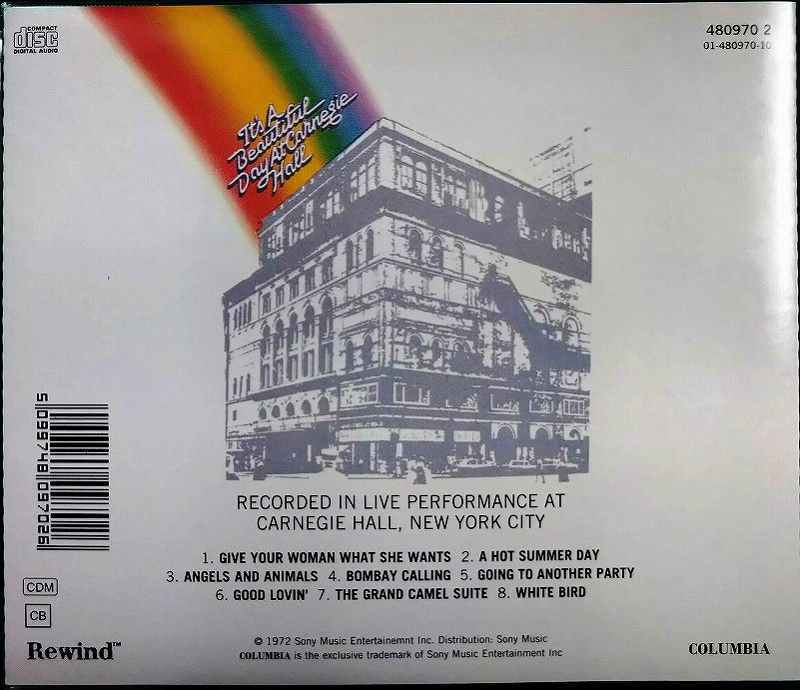 COMPACT
disc
DIGITAL AUDIO
480970 2
01-480970-10
It's A
Beautiful
Day At Carnegie
Hall
5 099748 097026
RECORDED IN LIVE PERFORMANCE AT
CARNEGIE HALL, NEW YORK CITY
1. GIVE YOUR WOMAN WHAT SHE WANTS 2. A HOT SUMMER DAY
3. ANGELS AND ANIMALS 4. BOMBAY CALLING 5. GOING TO ANOTHER PARTY
6. GOOD LOVIN' 7. THE GRAND CAMEL SUITE 8. WHITE BIRD
CDM
CB
Rewind™
© 1972 Sony Music Entertainemnt Inc. Distribution: Sony Music
COLUMBIA is the exclusive trademark of Sony Music Entertainment Inc
COLUMBIA